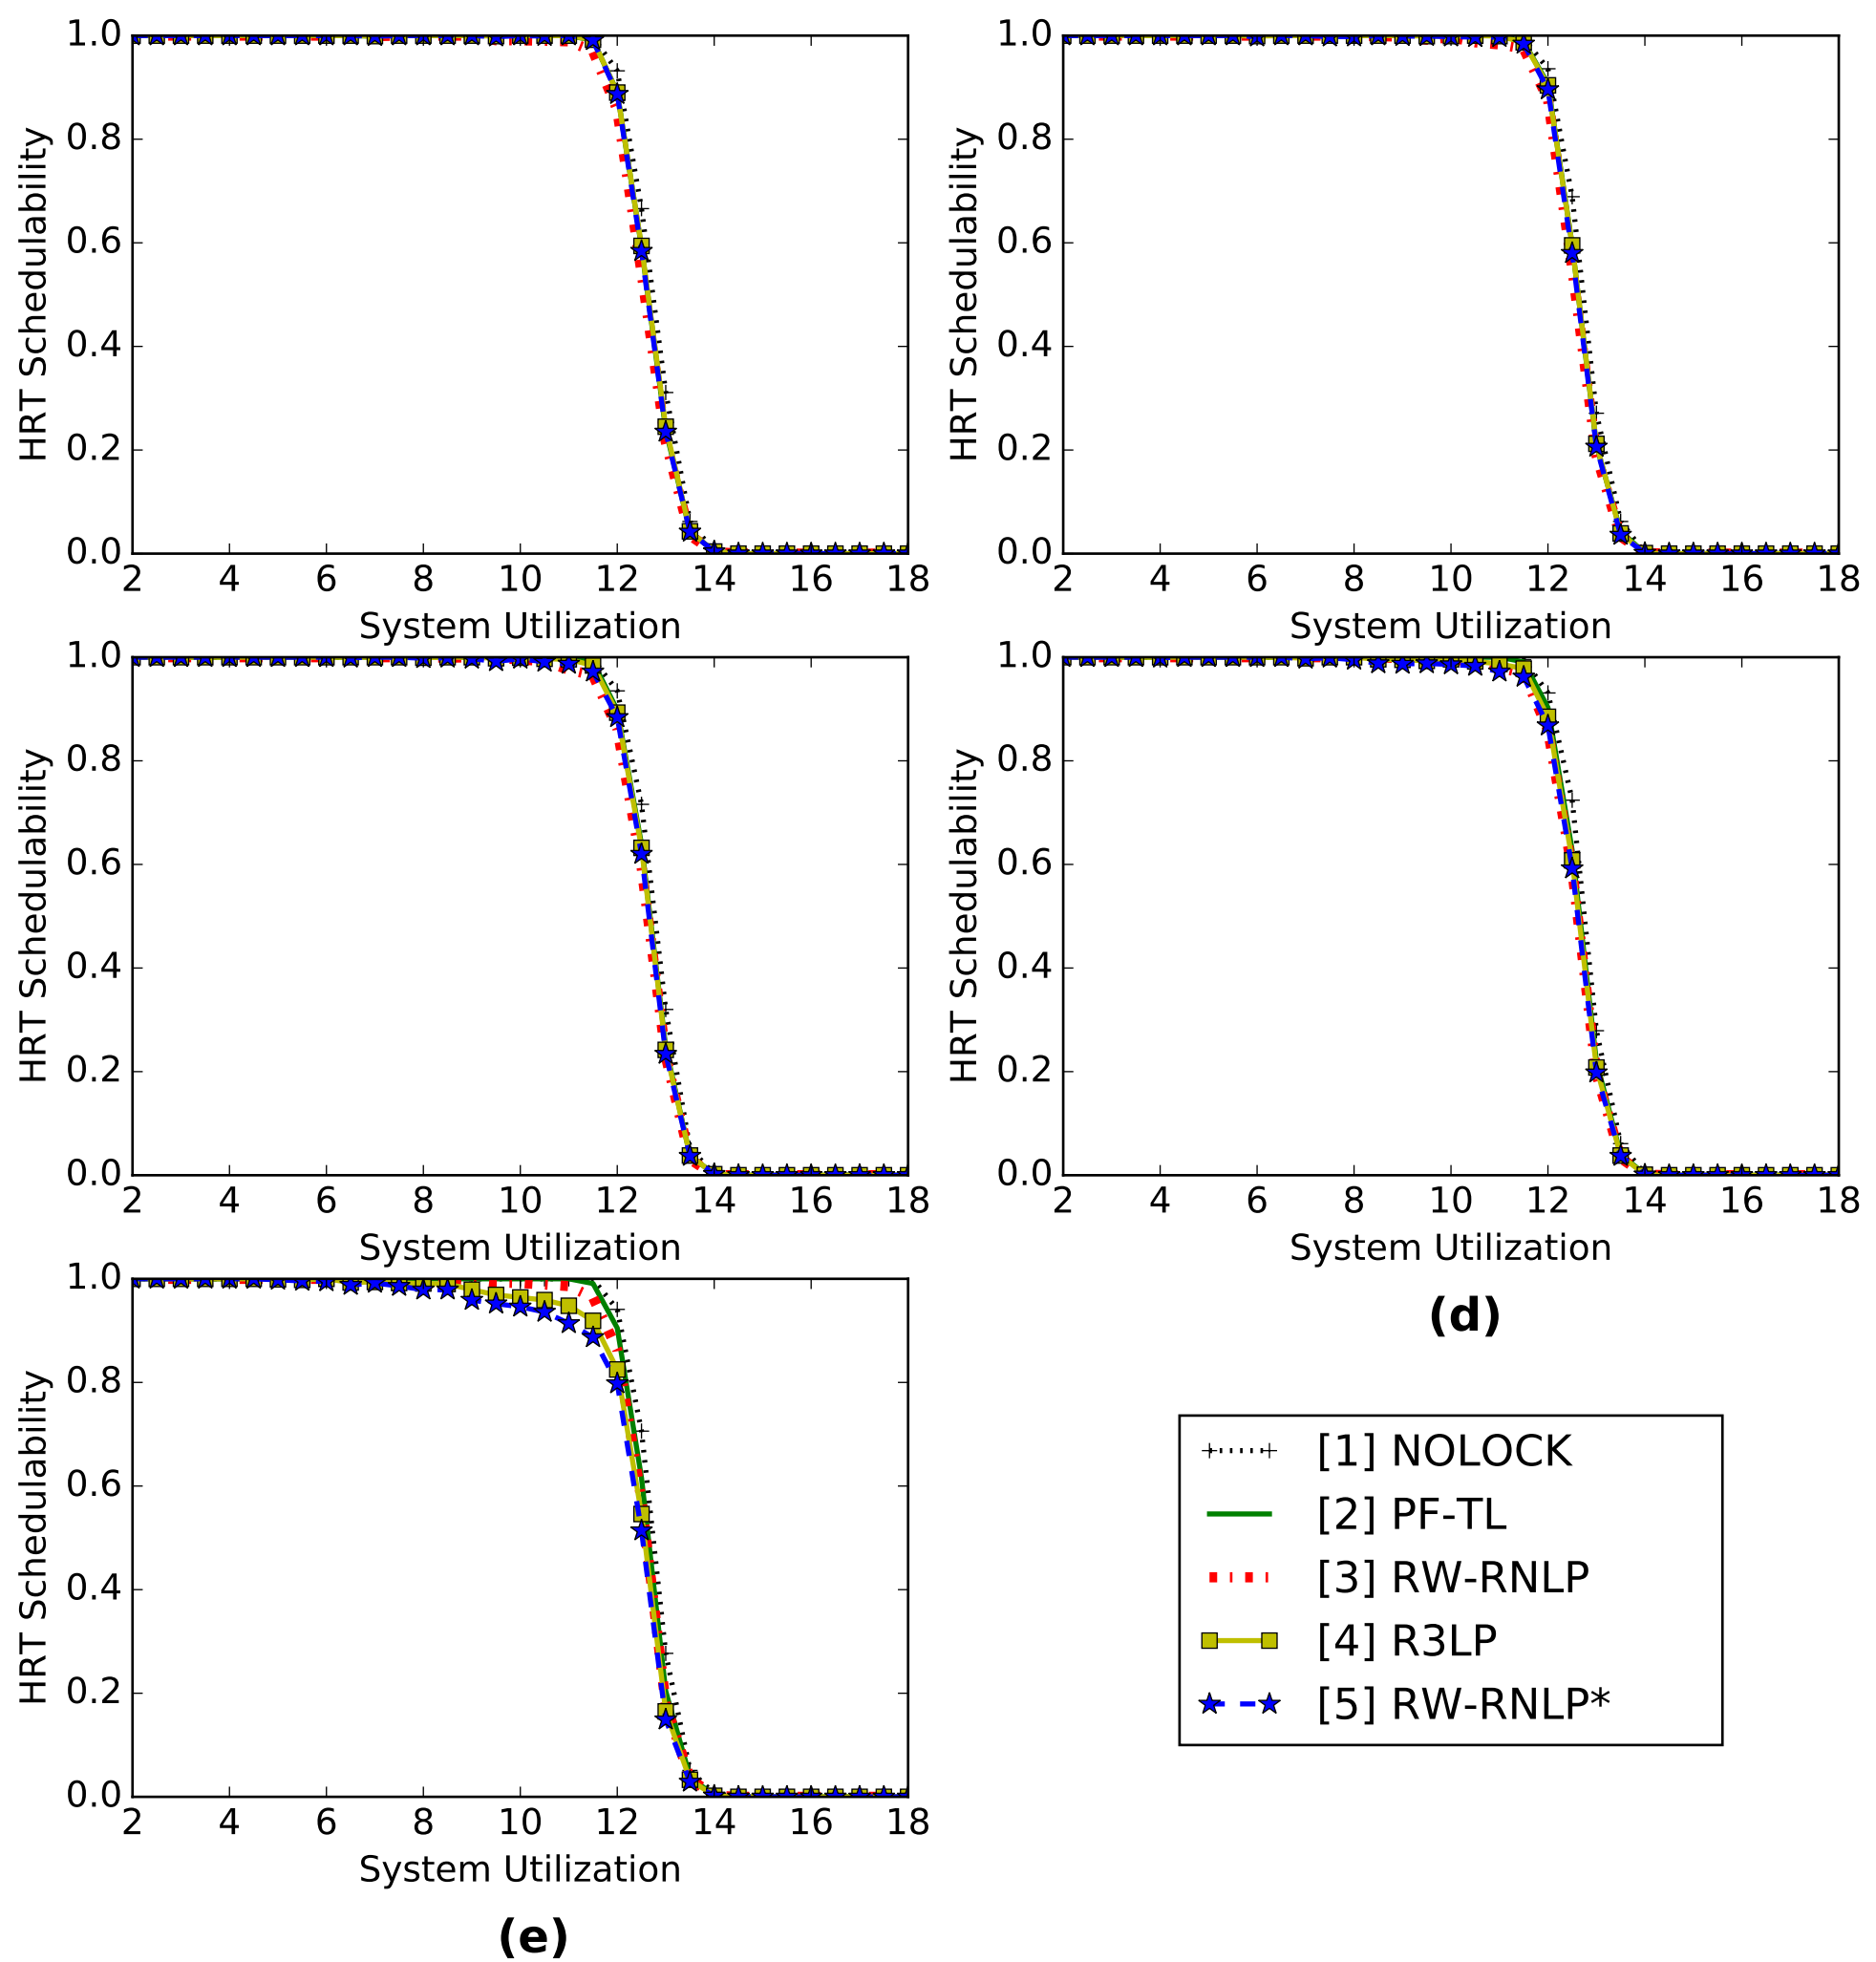 1.0
0.8
0.6
0.4
0.2
0.0
HRT Schedulability
2 4 6 8 10 12 14 16 18
System Utilization
1.0
0.8
0.6
0.4
0.2
0.0
HRT Schedulability
2 4 6 8 10 12 14 16 18
System Utilization
1.0
0.8
0.6
0.4
0.2
0.0
HRT Schedulability
2 4 6 8 10 12 14 16 18
System Utilization
1.0
0.8
0.6
0.4
0.2
0.0
HRT Schedulability
2 4 6 8 10 12 14 16 18
System Utilization
(d)
1.0
0.8
0.6
0.4
0.2
0.0
HRT Schedulability
2 4 6 8 10 12 14 16 18
System Utilization
(e)
[1] NOLOCK
[2] PF-TL
[3] RW-RNLP
[4] R3LP
[5] RW-RNLP*